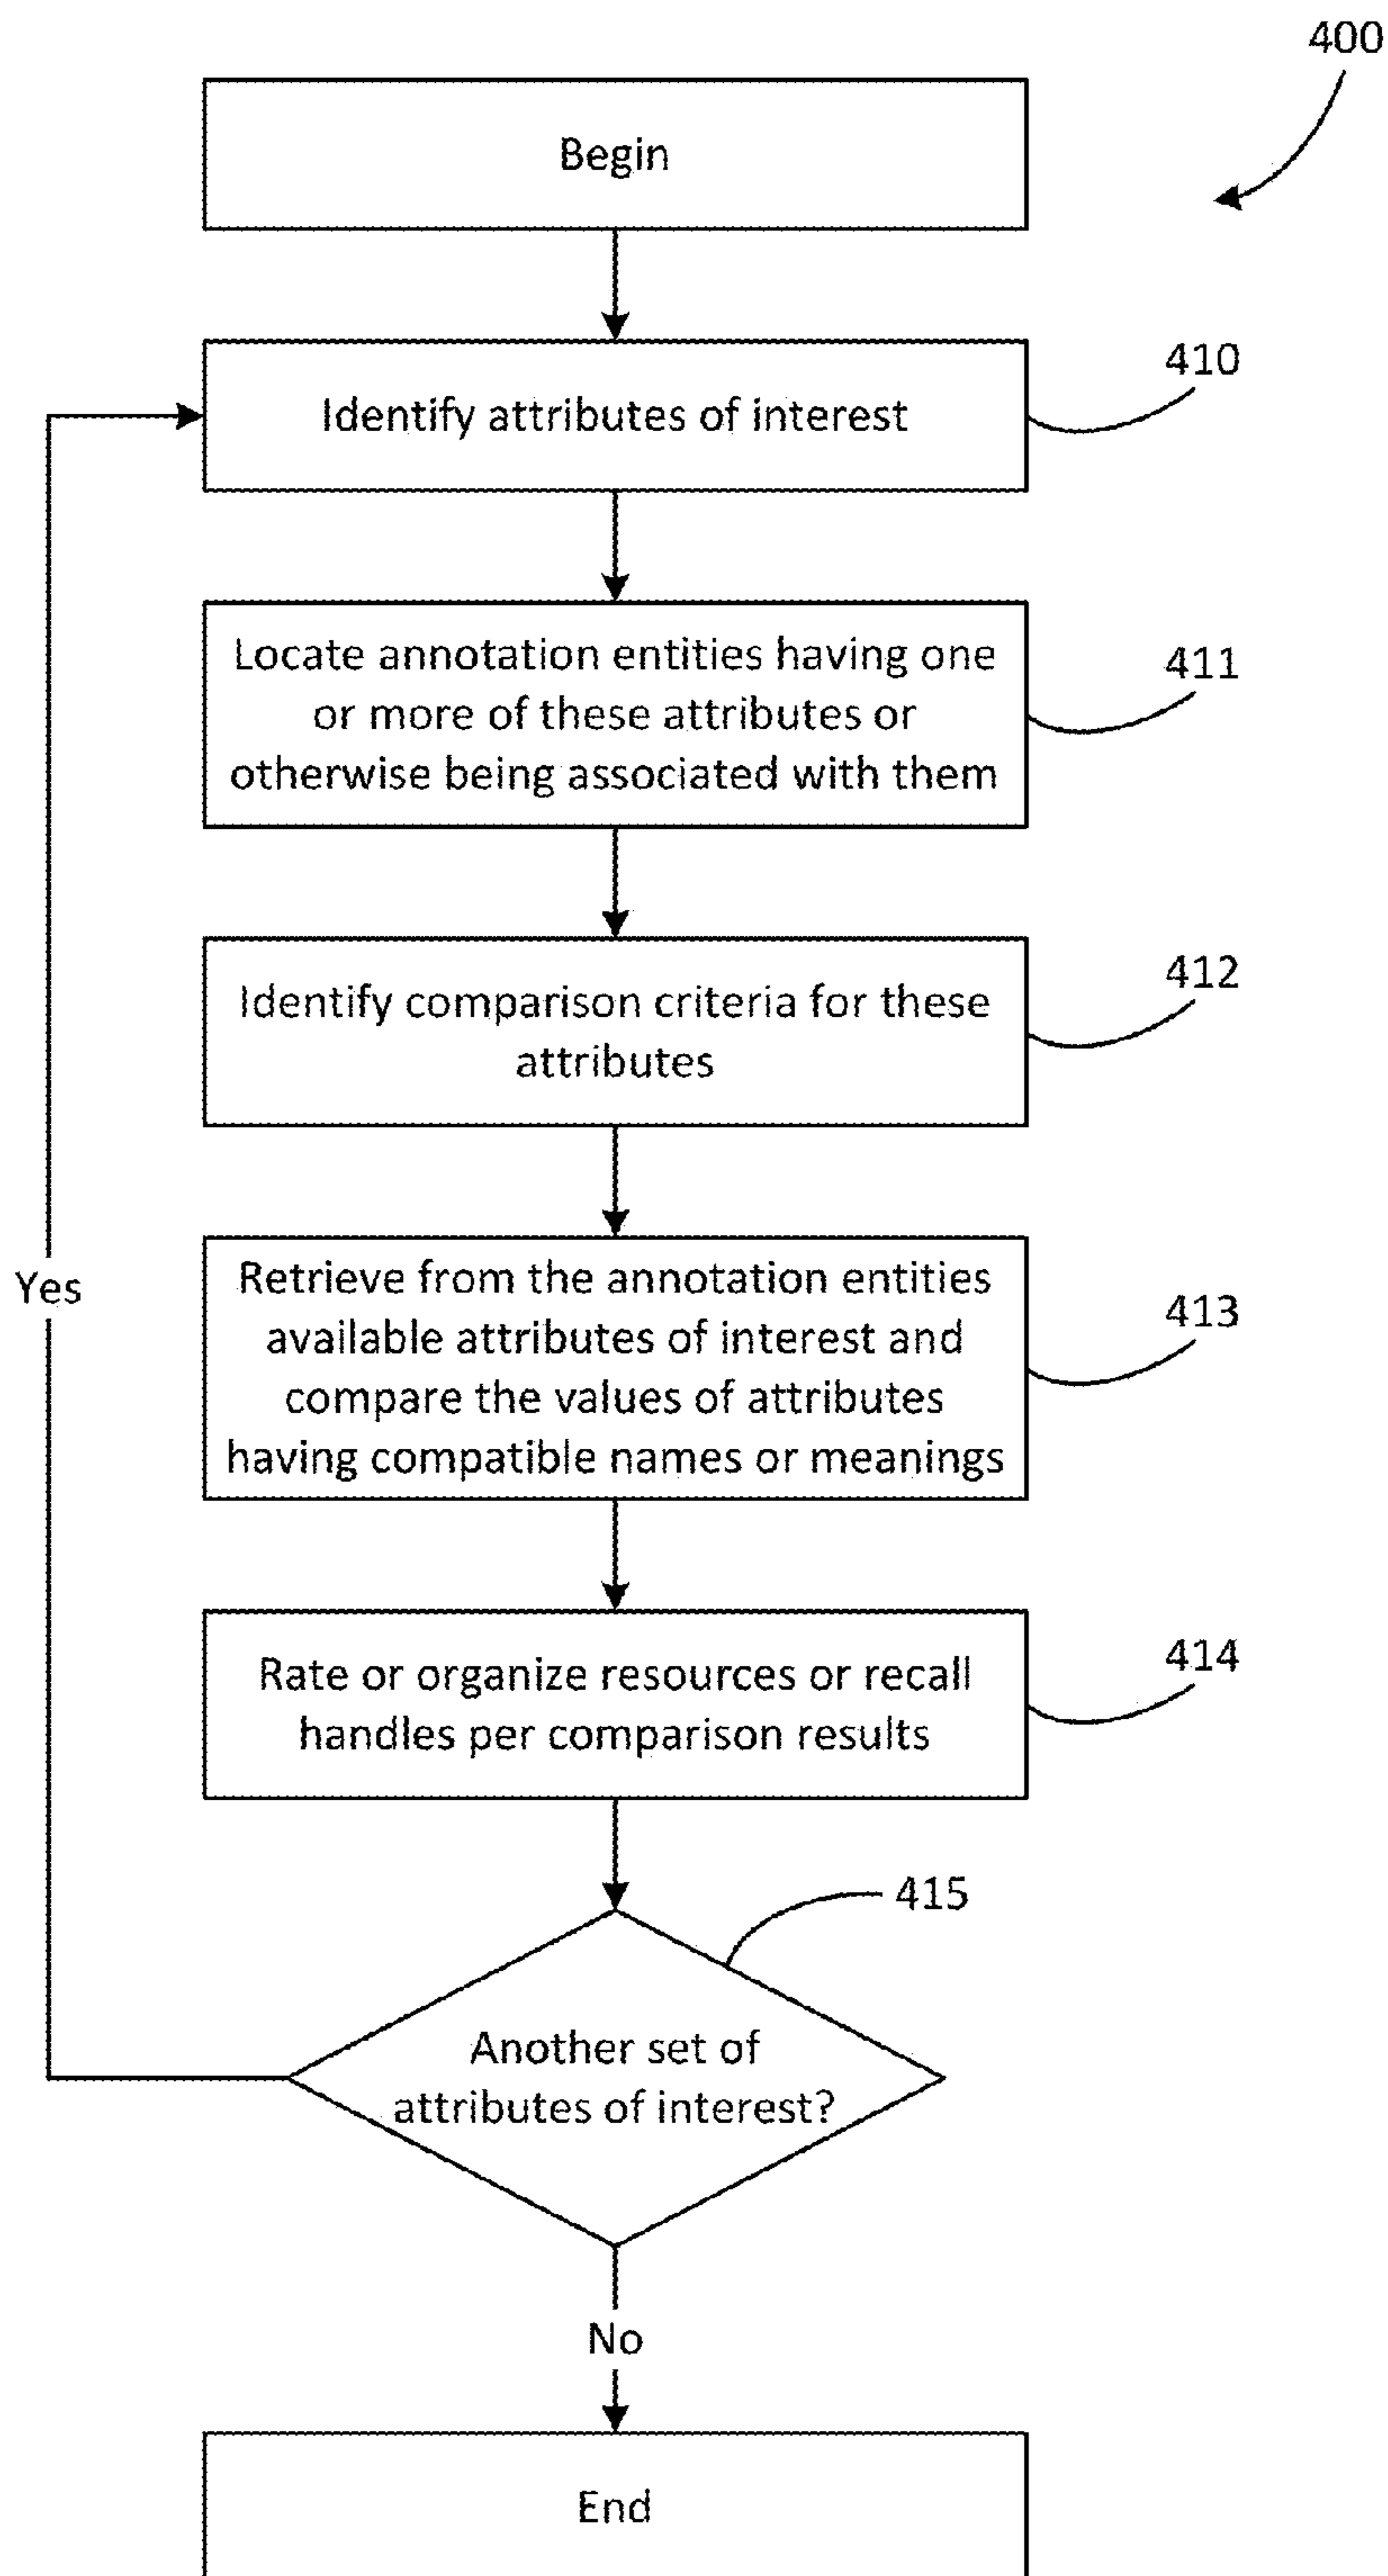 400
Begin
410
Identify attributes of interest
411
Locate annotation entities having one
or more of these attributes or
otherwise being associated with them
412
Identify comparison criteria for these
attributes
Yes
413
Retrieve from the annotation entities
available attributes of interest and
compare the values of attributes
having compatible names or meanings
414
Rate or organize resources or recall
handles per comparison results
415
Another set of
attributes of interest?
No
End